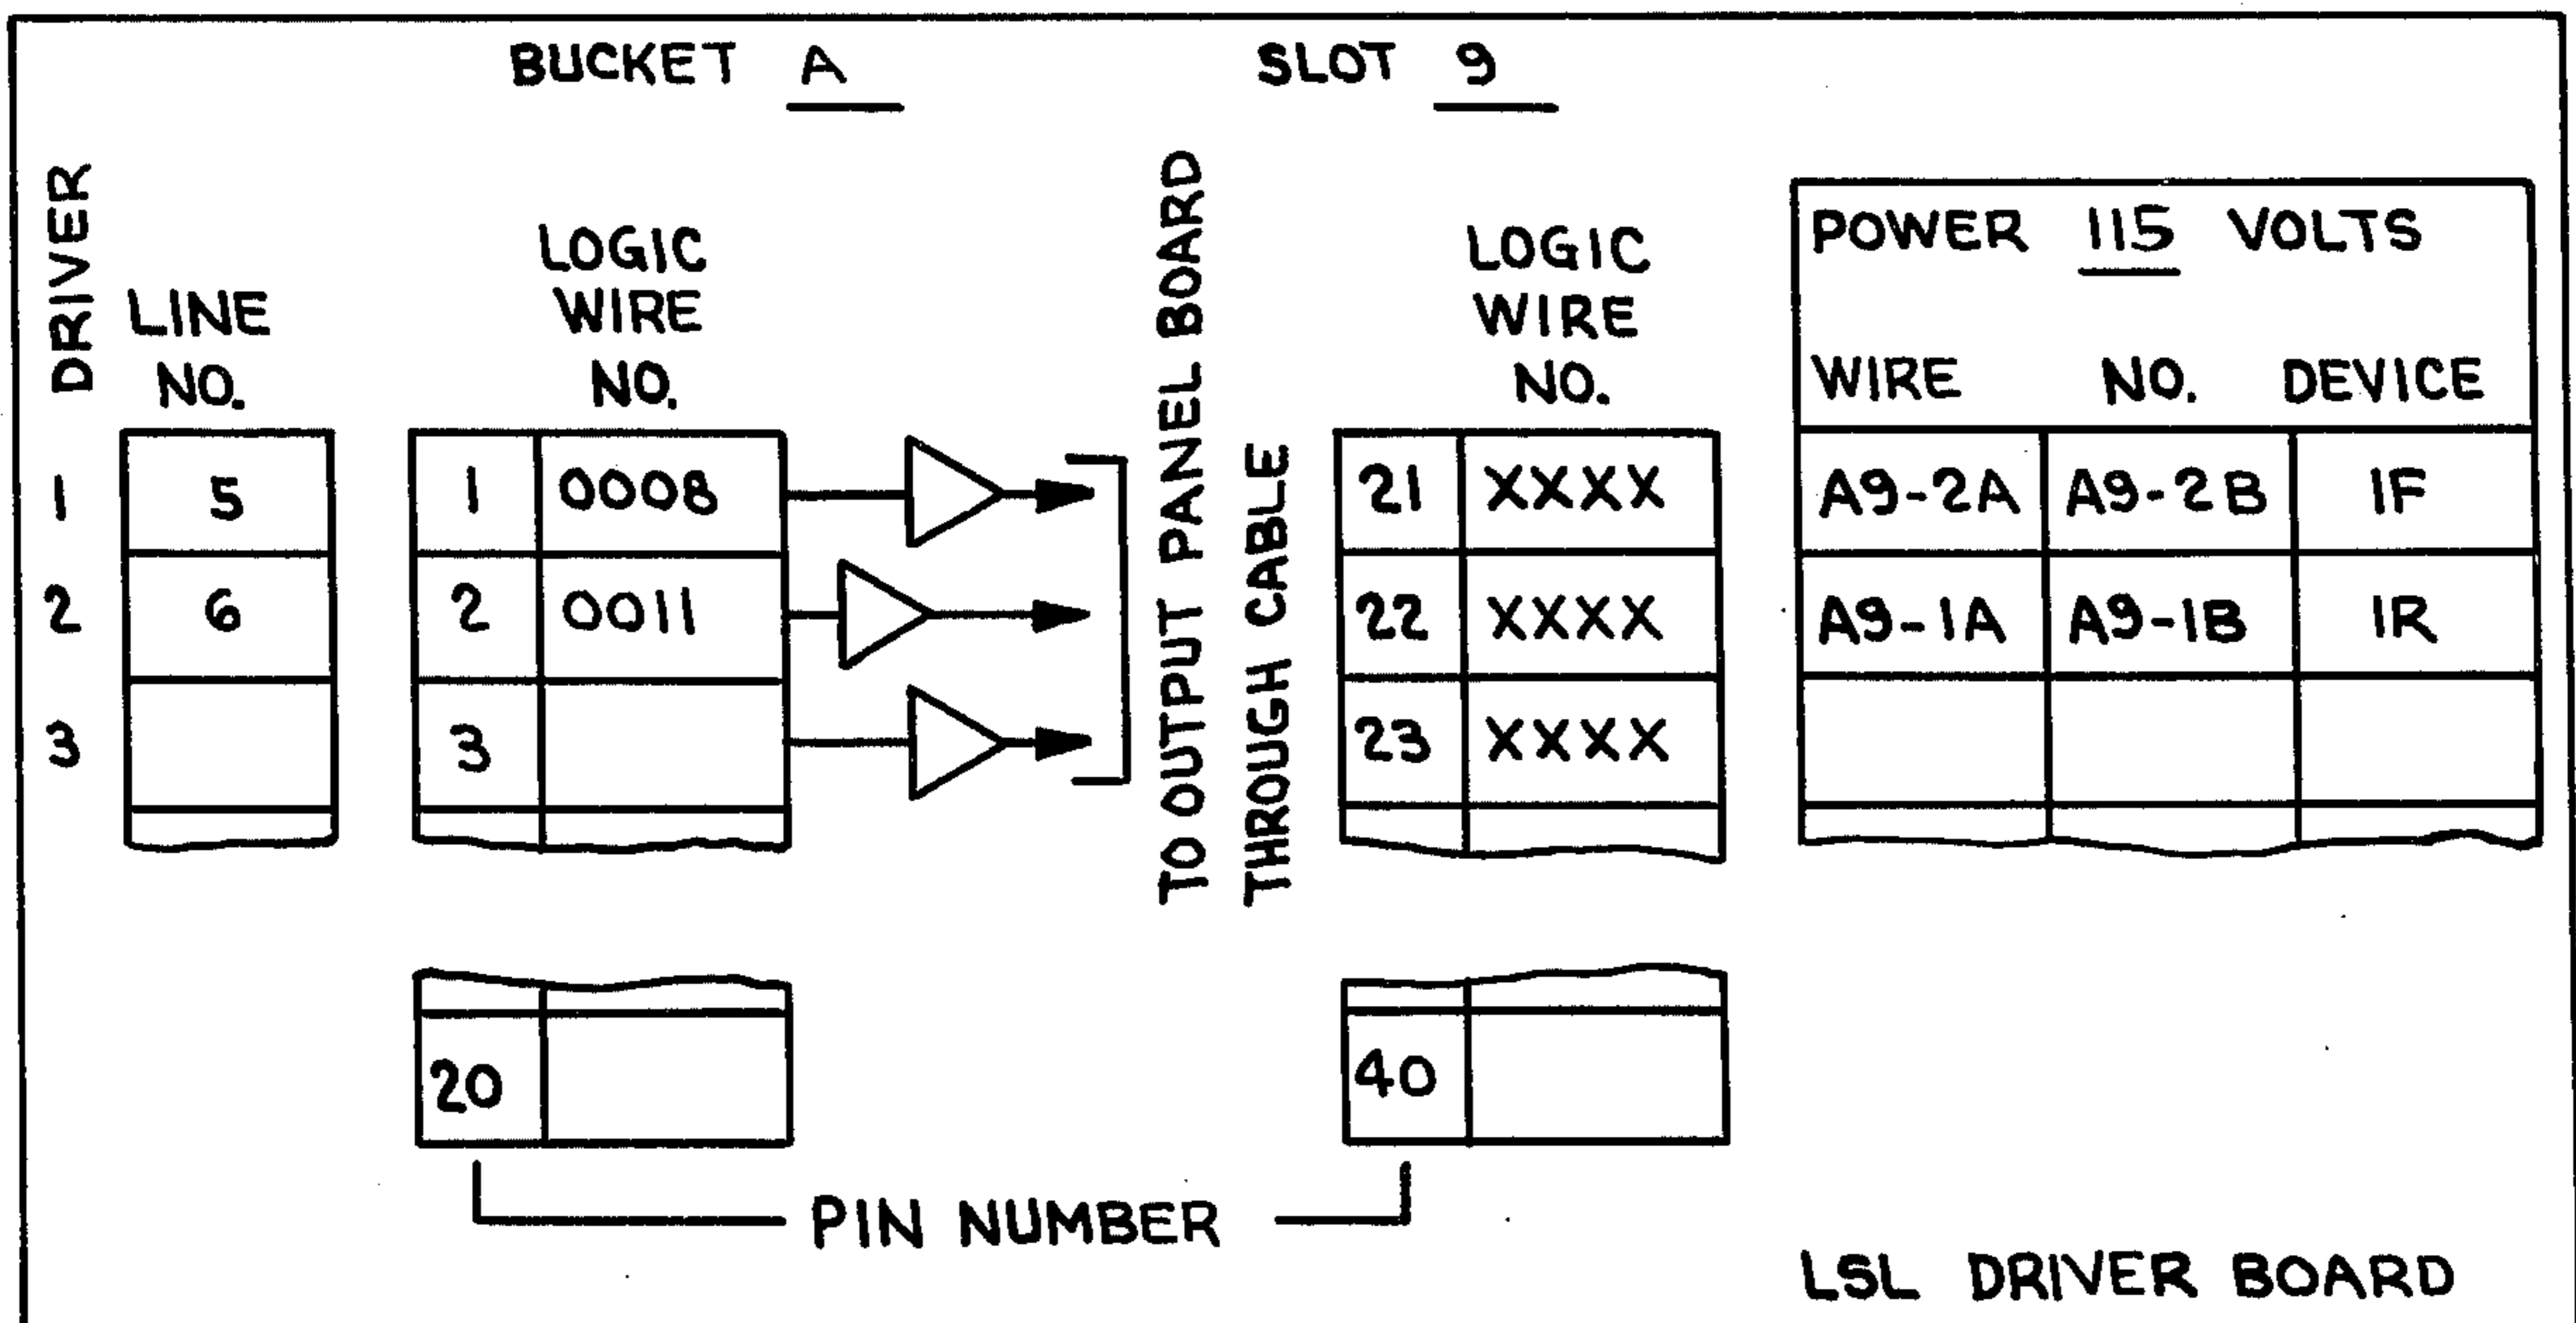 BUCKET A SLOT 9
DRIVER
LINE
NO.
LOGIC
WIRE
NO.
TO OUTPUT PANEL BOARD
THROUGH CABLE
LOGIC
WIRE
NO.
POWER 115 VOLTS
WIRE NO. DEVICE
1 5 1 0008 21 XXXX A9-2A A9-2B 1F
2 6 2 0011 22 XXXX A9-1A A9-1B 1R
3 3 23 XXXX
20 40
PIN NUMBER
LSL DRIVER BOARD